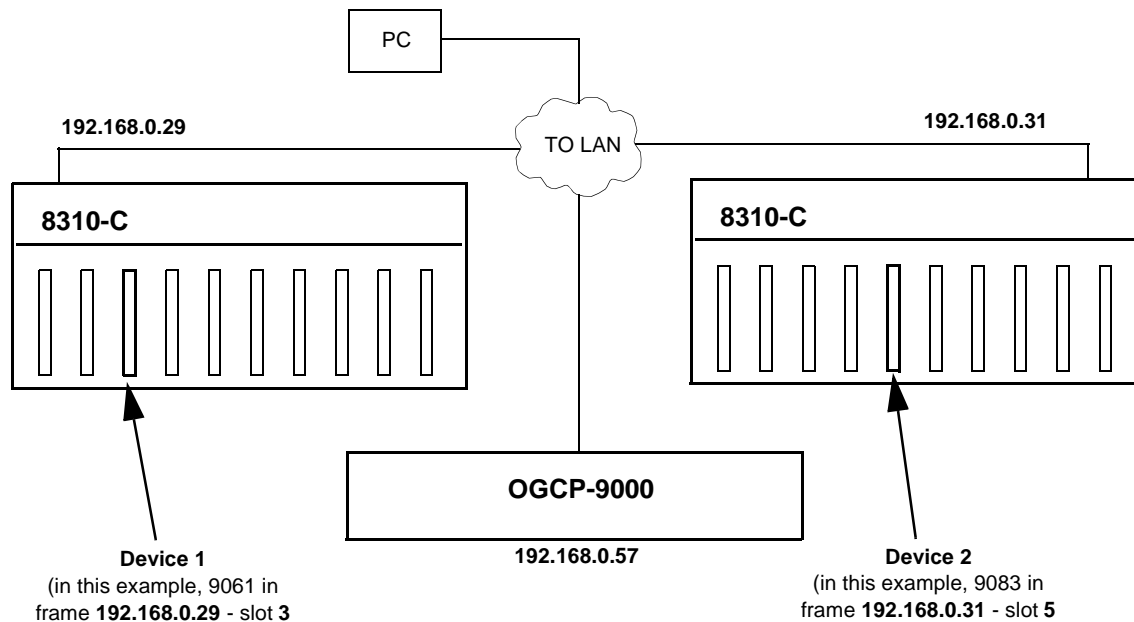 PC
192.168.0.29
TO LAN
192.168.0.31
8310-C
8310-C
OGCP-9000
192.168.0.57
Device 1
(in this example, 9061 in
frame 192.168.0.29 - slot 3
Device 2
(in this example, 9083 in
frame 192.168.0.31 - slot 5